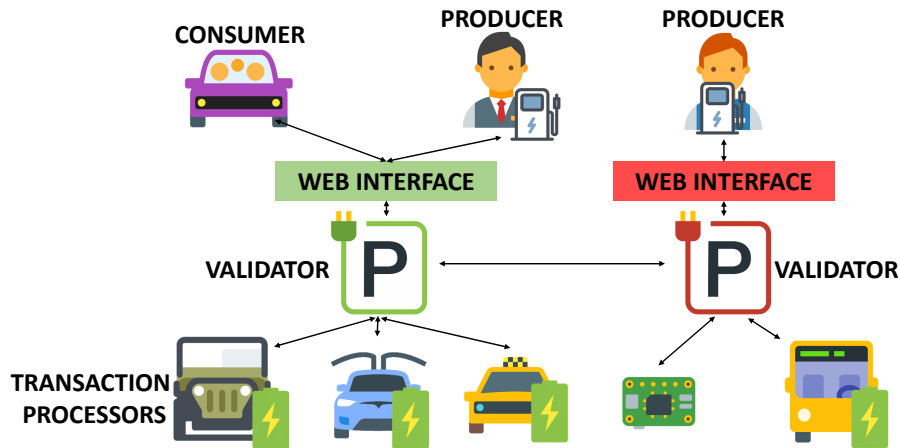 CONSUMER
PRODUCER
PRODUCER
WEB INTERFACE
WEB INTERFACE
P
P
VALIDATOR
VALIDATOR
TRANSACTION
PROCESSORS